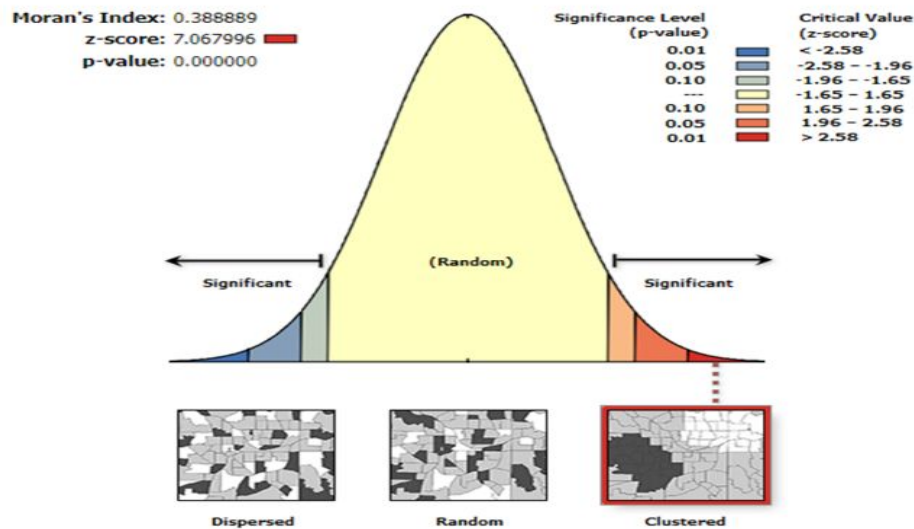 Moran's Index: 0.388889
z-score: 7.067996
p-value: 0.000000
Significance Level
(p-value)
Critical Value
(z-score)
0.01 < -2.58
0.05 -2.58 – -1.96
0.10 -1.96 – -1.65
--- -1.65 – 1.65
0.10 1.65 – 1.96
0.05 1.96 – 2.58
0.01 > 2.58
(Random)
Significant
Significant
Dispersed
Random
Clustered